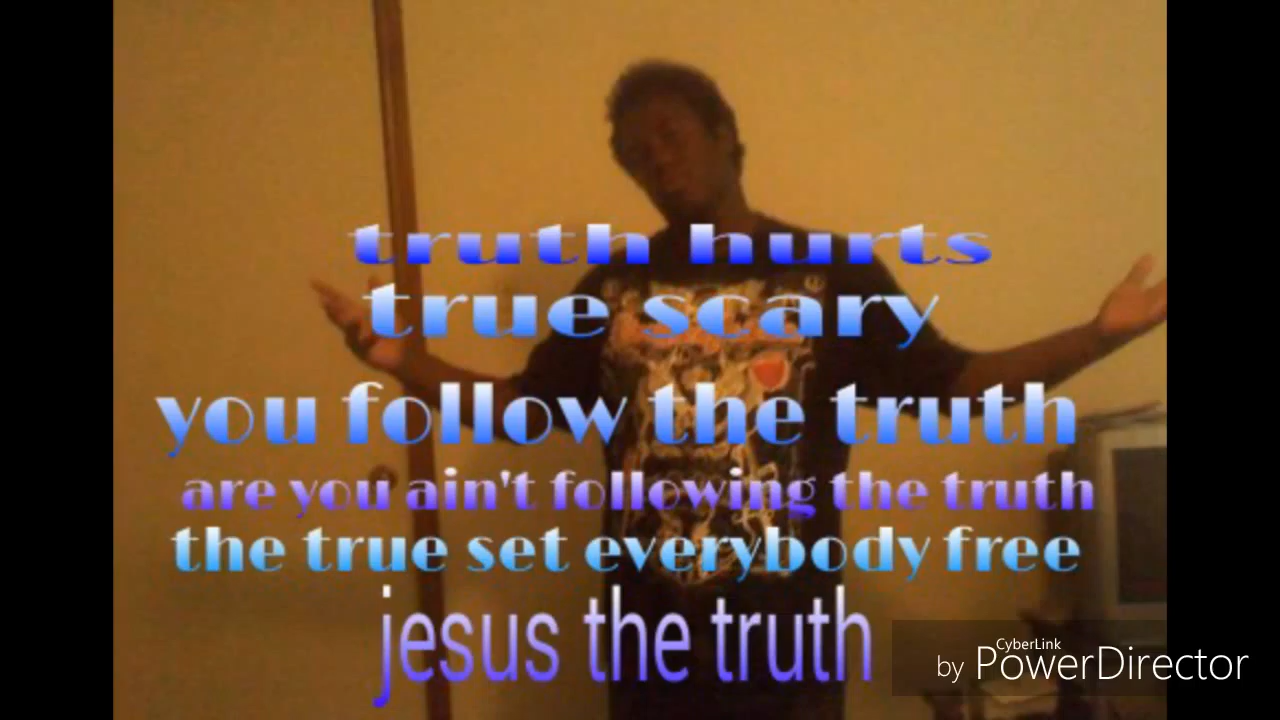 truth hurts
true scary
you follow the truth
are you ain't following the truth
the true set everybody free
jesus the truth
CyberLink
by PowerDirector